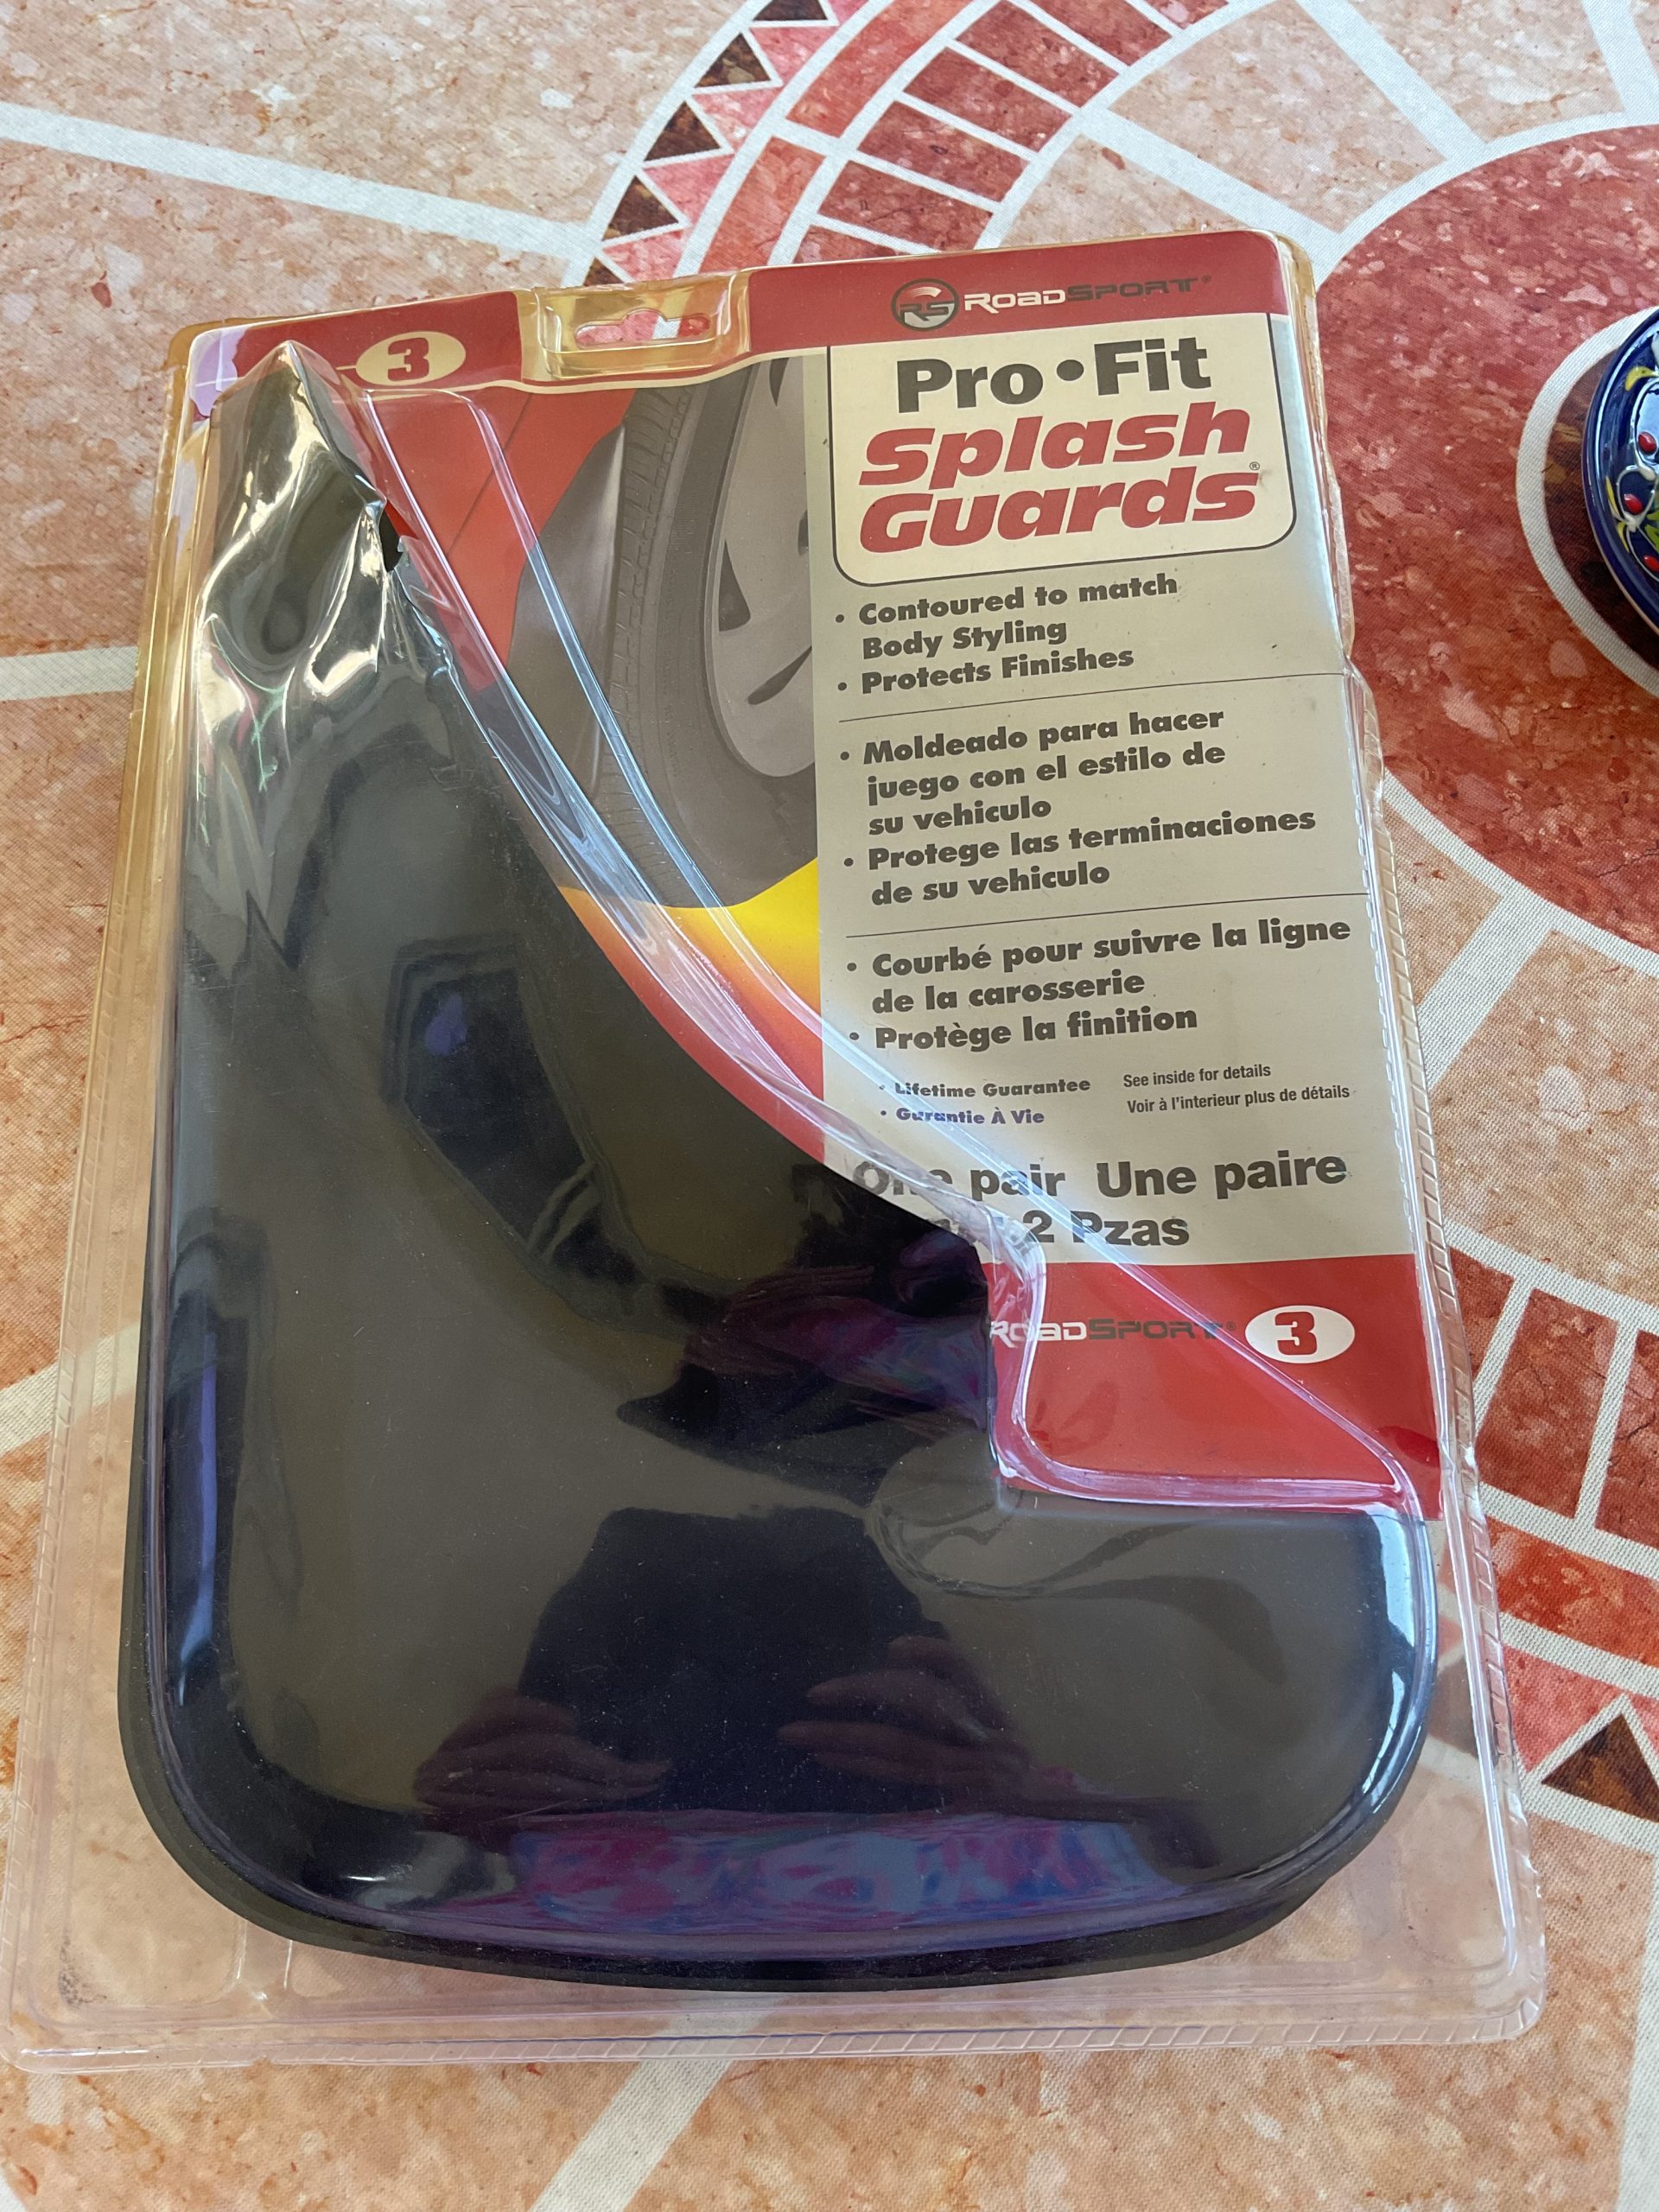 3
RS ROADSPORT®
Pro•Fit
Splash
Guards®
• Contoured to match
Body Styling
• Protects Finishes
• Moldeado para hacer
juego con el estilo de
su vehiculo
• Protege las terminaciones
de su vehiculo
• Courbé pour suivre la ligne
de la carosserie
• Protège la finition
• Lifetime Guarantee See inside for details
• Garantie À Vie Voir à l'interieur plus de détails
One pair Une paire
2 Pzas
ROADSPORT® 3